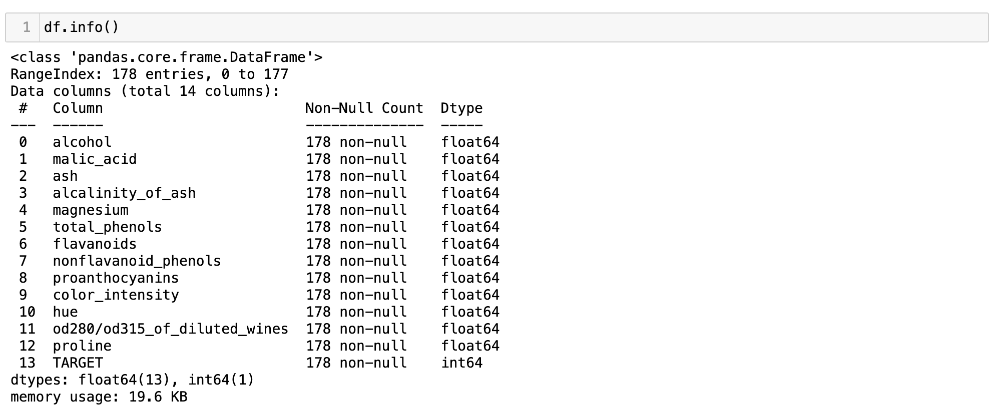 1 df.info()
<class 'pandas.core.frame.DataFrame'>
RangeIndex: 178 entries, 0 to 177
Data columns (total 14 columns):
 #   Column                        Non-Null Count  Dtype
---  ------                        --------------  -----
 0   alcohol                       178 non-null    float64
 1   malic_acid                    178 non-null    float64
 2   ash                           178 non-null    float64
 3   alcalinity_of_ash             178 non-null    float64
 4   magnesium                     178 non-null    float64
 5   total_phenols                 178 non-null    float64
 6   flavanoids                    178 non-null    float64
 7   nonflavanoid_phenols          178 non-null    float64
 8   proanthocyanins               178 non-null    float64
 9   color_intensity               178 non-null    float64
 10  hue                           178 non-null    float64
 11  od280/od315_of_diluted_wines  178 non-null    float64
 12  proline                       178 non-null    float64
 13  TARGET                        178 non-null    int64
dtypes: float64(13), int64(1)
memory usage: 19.6 KB